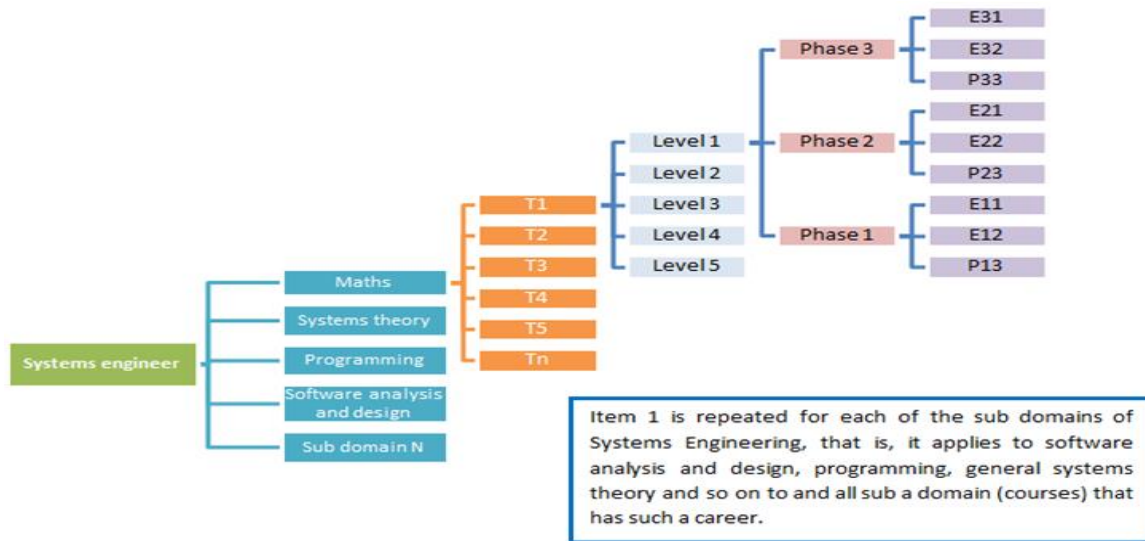 E31
Phase 3
E32
P33
E21
Level 1
Phase 2
E22
Level 2
P23
T1
Level 3
E11
T2
Level 4
Phase 1
E12
T3
Level 5
P13
Maths
T4
Systems theory
T5
Systems engineer
Programming
Tn
Software analysis
and design
Sub domain N
Item 1 is repeated for each of the sub domains of
Systems Engineering, that is, it applies to software
analysis and design, programming, general systems
theory and so on to and all sub a domain (courses) that
has such a career.